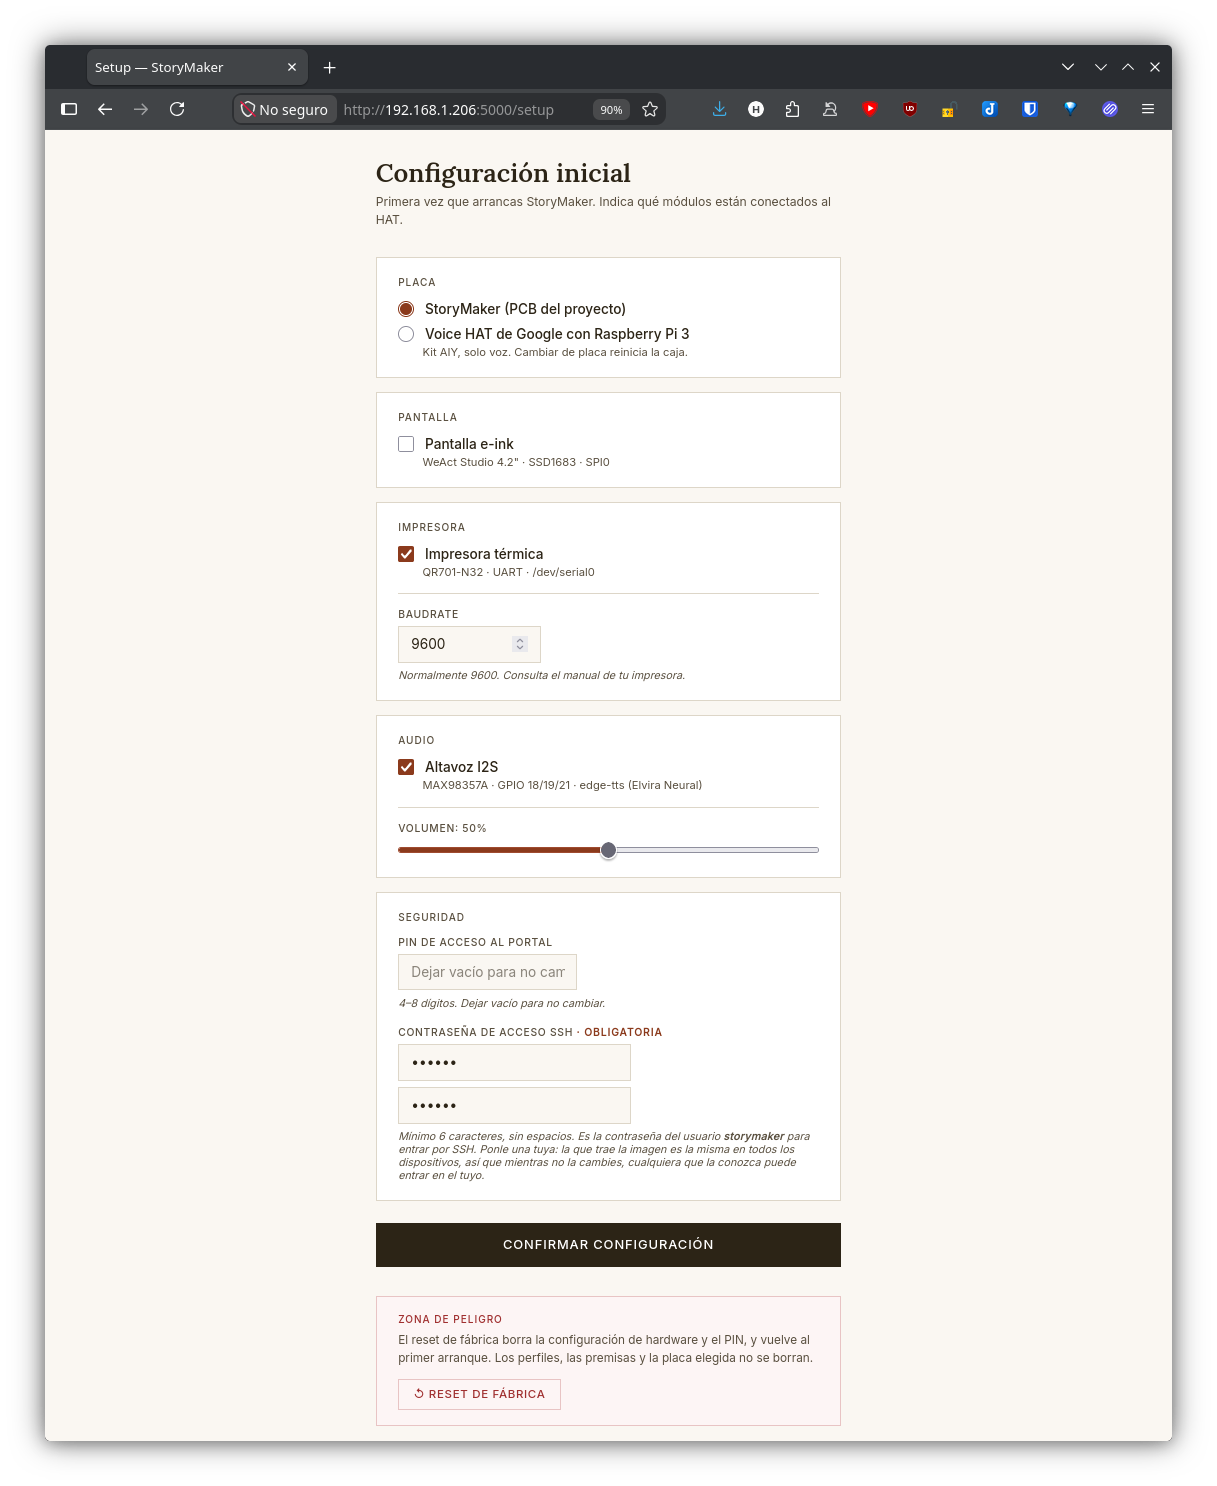 Setup — StoryMaker
No seguro
http://192.168.1.206:5000/setup
90%
Configuración inicial
Primera vez que arrancas StoryMaker. Indica qué módulos están conectados al
HAT.
PLACA
StoryMaker (PCB del proyecto)
Voice HAT de Google con Raspberry Pi 3
Kit AIY, solo voz. Cambiar de placa reinicia la caja.
PANTALLA
Pantalla e-ink
WeAct Studio 4.2" · SSD1683 · SPI0
IMPRESORA
Impresora térmica
QR701-N32 · UART · /dev/serial0
BAUDRATE
9600
Normalmente 9600. Consulta el manual de tu impresora.
AUDIO
Altavoz I2S
MAX98357A · GPIO 18/19/21 · edge-tts (Elvira Neural)
VOLUMEN: 50%
SEGURIDAD
PIN DE ACCESO AL PORTAL
Dejar vacío para no cam
4–8 dígitos. Dejar vacío para no cambiar.
CONTRASEÑA DE ACCESO SSH · OBLIGATORIA
••••••
••••••
Mínimo 6 caracteres, sin espacios. Es la contraseña del usuario storymaker para
entrar por SSH. Ponle una tuya: la que trae la imagen es la misma en todos los
dispositivos, así que mientras no la cambies, cualquiera que la conozca puede
entrar en el tuyo.
CONFIRMAR CONFIGURACIÓN
ZONA DE PELIGRO
El reset de fábrica borra la configuración de hardware y el PIN, y vuelve al
primer arranque. Los perfiles, las premisas y la placa elegida no se borran.
↺ RESET DE FÁBRICA